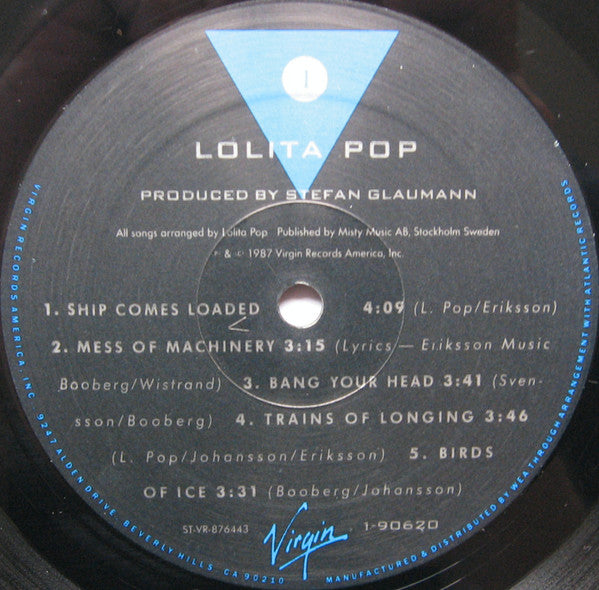 1
LOLITA POP
PRODUCED BY STEFAN GLAUMANN
All songs arranged by Lolita Pop Published by Misty Music AB, Stockholm Sweden
℗ & © 1987 Virgin Records America, Inc.
1. SHIP COMES LOADED 4:09 (L. Pop/Eriksson)
2. MESS OF MACHINERY 3:15 (Lyrics — Eriksson Music
Booberg/Wistrand) 3. BANG YOUR HEAD 3:41 (Sven-
sson/Booberg) 4. TRAINS OF LONGING 3:46
(L. Pop/Johansson/Eriksson) 5. BIRDS
OF ICE 3:31 (Booberg/Johansson)
ST-VR-876443 Virgin 1-90620
VIRGIN RECORDS AMERICA, INC. 9247 ALDEN DRIVE, BEVERLY HILLS, CA 90210
MANUFACTURED & DISTRIBUTED BY WEA THROUGH ARRANGEMENT WITH ATLANTIC RECORDS